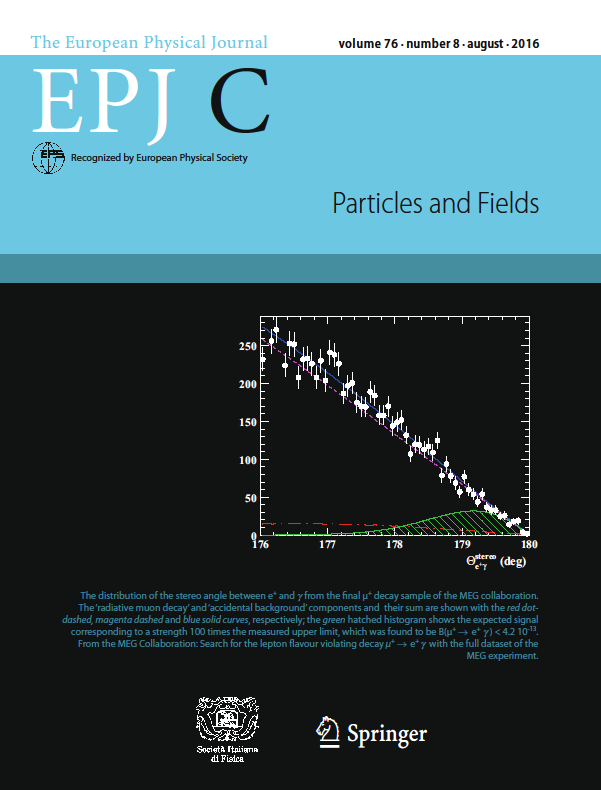 The European Physical Journal
volume 76 · number 8 · august · 2016
EPJ C
EPS
Recognized by European Physical Society
Particles and Fields
250
200
150
100
50
0
176 177 178 179 180
Θ stereo e⁺γ (deg)
The distribution of the stereo angle between e⁺ and γ from the final μ⁺ decay sample of the MEG collaboration.
The 'radiative muon decay' and 'accidental background' components and their sum are shown with the red dot-
dashed, magenta dashed and blue solid curves, respectively; the green hatched histogram shows the expected signal
corresponding to a strength 100 times the measured upper limit, which was found to be B(μ⁺ → e⁺ γ) < 4.2 10⁻¹³.
From the MEG Collaboration: Search for the lepton flavour violating decay μ⁺ → e⁺ γ with the full dataset of the
MEG experiment.
Società Italiana
di Fisica
Springer